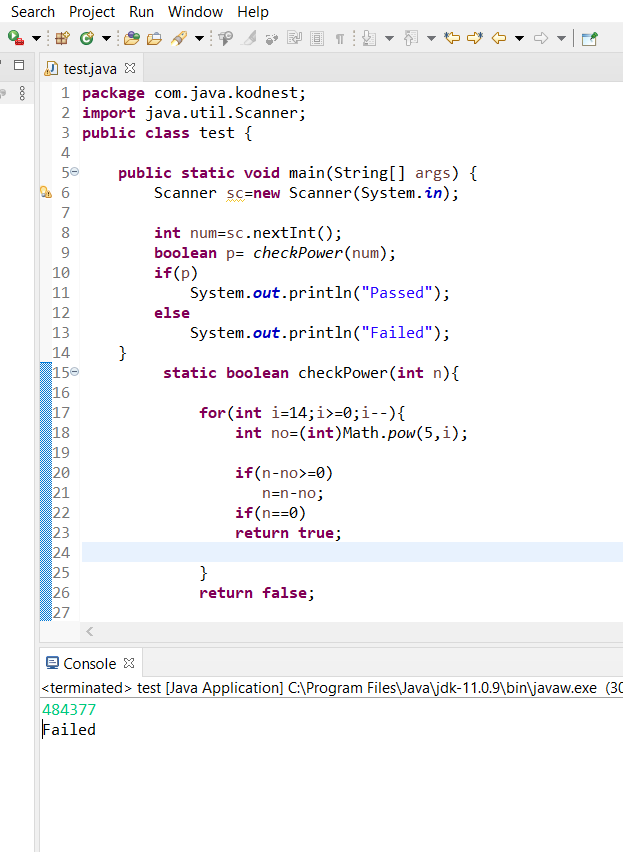 Search Project Run Window Help
test.java
1 package com.java.kodnest;
2 import java.util.Scanner;
3 public class test {
4
5 public static void main(String[] args) {
6 Scanner sc=new Scanner(System.in);
7
8 int num=sc.nextInt();
9 boolean p= checkPower(num);
10 if(p)
11 System.out.println("Passed");
12 else
13 System.out.println("Failed");
14 }
15 static boolean checkPower(int n){
16
17 for(int i=14;i>=0;i--){
18 int no=(int)Math.pow(5,i);
19
20 if(n-no>=0)
21 n=n-no;
22 if(n==0)
23 return true;
24
25 }
26 return false;
27
Console
<terminated> test [Java Application] C:\Program Files\Java\jdk-11.0.9\bin\javaw.exe (30
484377
Failed